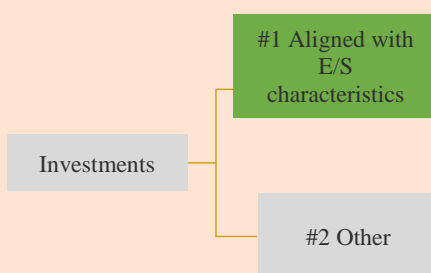 #1 Aligned with
E/S
characteristics
Investments
#2 Other